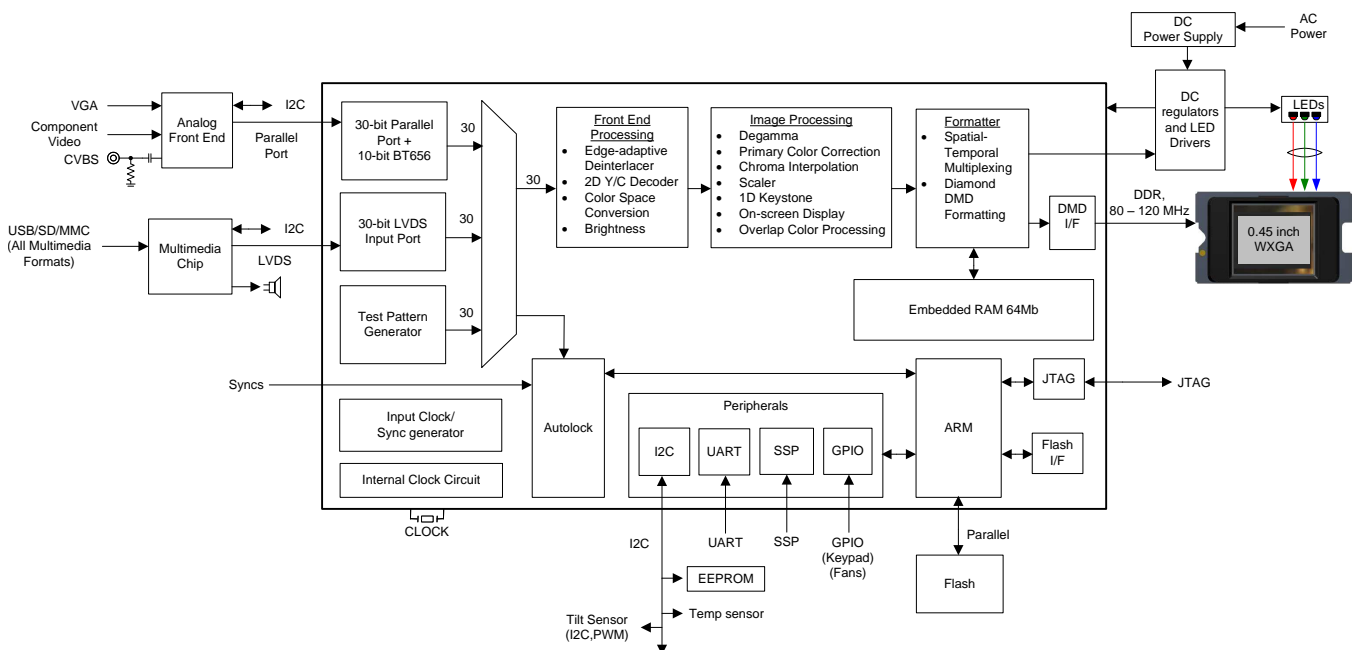 DC
Power Supply
AC
Power
VGA
Component
Video
CVBS
Analog
Front End
I2C
Parallel
Port
30-bit Parallel
Port +
10-bit BT656
30
Front End
Processing
• Edge-adaptive
Deinterlacer
• 2D Y/C Decoder
• Color Space
Conversion
• Brightness
Image Processing
• Degamma
• Primary Color Correction
• Chroma Interpolation
• Scaler
• 1D Keystone
• On-screen Display
• Overlap Color Processing
Formatter
• Spatial-
Temporal
Multiplexing
• Diamond
DMD
Formatting
DC
regulators
and LED
Drivers
LEDs
30
DMD
I/F
DDR,
80 – 120 MHz
0.45 inch
WXGA
USB/SD/MMC
(All Multimedia
Formats)
Multimedia
Chip
I2C
LVDS
30-bit LVDS
Input Port
30
Test Pattern
Generator
30
Embedded RAM 64Mb
Syncs
Input Clock/
Sync generator
Internal Clock Circuit
CLOCK
Autolock
Peripherals
I2C
UART
SSP
GPIO
ARM
JTAG
JTAG
Flash
I/F
I2C
UART
SSP
GPIO
(Keypad)
(Fans)
Parallel
Flash
EEPROM
Temp sensor
Tilt Sensor
(I2C,PWM)